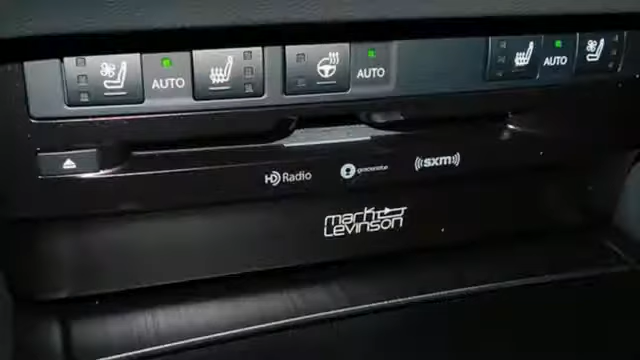 AUTO
AUTO
AUTO
HD Radio
gracenote
((sxm))
mark
Levinson